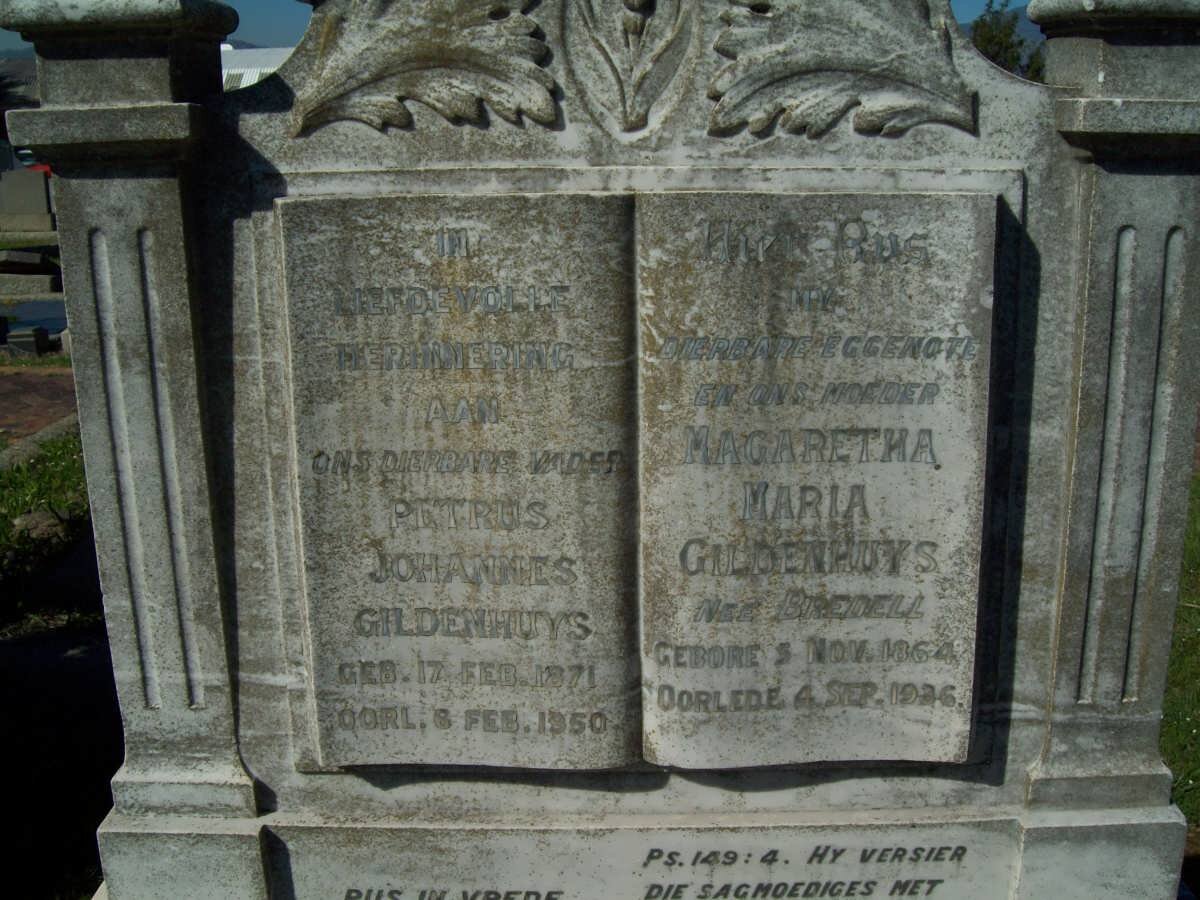 IN
LIEFDEVOLLE
HERINNERING
AAN
ONS DIERBARE VADER
PETRUS
JOHANNES
GILDENHUYS
GEB. 17 FEB. 1871
OORL. 6 FEB. 1950
RUS IN VREDE
Hier Rus
MY
DIERBARE EGGENOTE
EN ONS MOEDER
MAGARETHA
MARIA
GILDENHUYS
NEE BREDELL
GEBORE 5 NOV. 1864
OORLEDE 4 SEP. 1936.
PS. 149:4. HY VERSIER
DIE SAGMOEDIGES MET